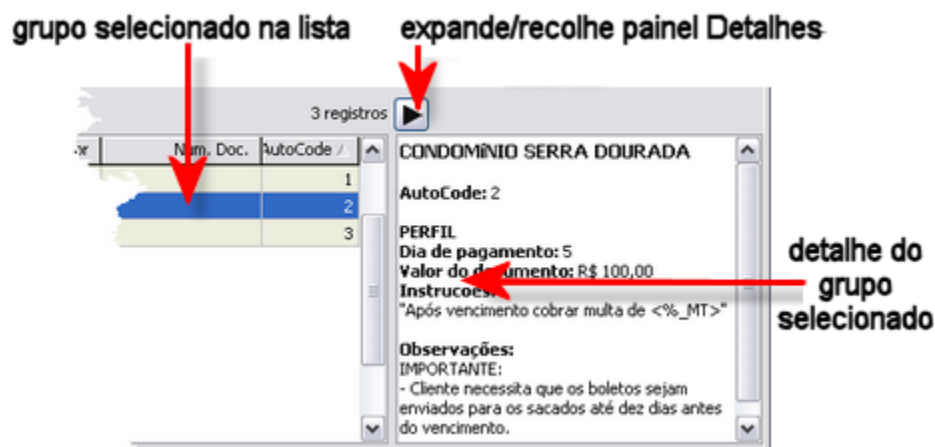 grupo selecionado na lista
expande/recolhe painel Detalhes
3 registros
or Num. Doc. AutoCode
1
2
3
CONDOMÍNIO SERRA DOURADA
AutoCode: 2
PERFIL
Dia de pagamento: 5
Valor do documento: R$ 100,00
Instrucoes:
"Após vencimento cobrar multa de <%_MT>"
Observações:
IMPORTANTE:
- Cliente necessita que os boletos sejam
enviados para os sacados até dez dias antes
do vencimento.
detalhe do
grupo
selecionado